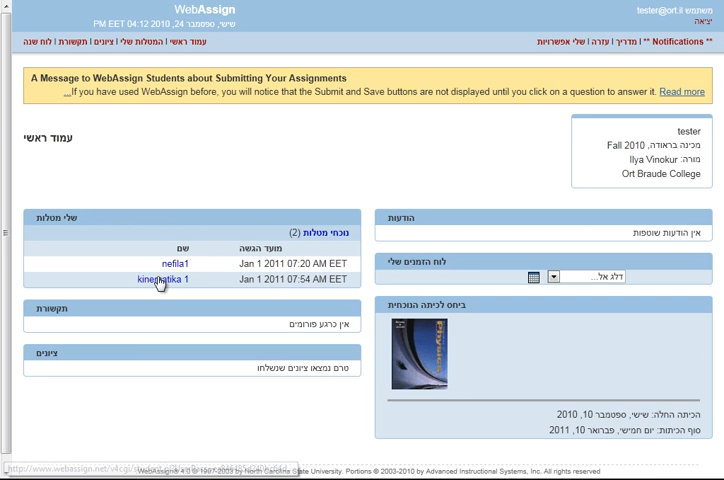 WebAssign
שישי, ספטמבר 24, 2010 04:12 PM EET
משתמש tester@ort.il
יציאה
עמוד ראשי | המטלות שלי | ציונים | תקשורת | לוח שנה
** Notifications ** | מדריך | עזרה | שלי אפשרויות
A Message to WebAssign Students about Submitting Your Assignments
If you have used WebAssign before, you will notice that the Submit and Save buttons are not displayed until you click on a question to answer it. Read more
עמוד ראשי
tester
מכינה בראודה, Fall 2010
מורה: Ilya Vinokur
Ort Braude College
שלי מטלות
נוכחי מטלות (2)
שם
מועד הגשה
nefila1
Jan 1 2011 07:20 AM EET
kinematika 1
Jan 1 2011 07:54 AM EET
תקשורת
אין כרגע פורומים
ציונים
טרם נמצאו ציונים שנשלחו
הודעות
אין הודעות שוטפות
לוח הזמנים שלי
דלג אל...
ביחס לכיתה הנוכחית
Physics
הכיתה החלה: שישי, ספטמבר 10, 2010
סוף הכיתות: יום חמישי, פברואר 10, 2011
WebAssign® 4.0 © 1997-2003 by North Carolina State University. Portions © 2003-2010 by Advanced Instructional Systems, Inc. All rights reserved